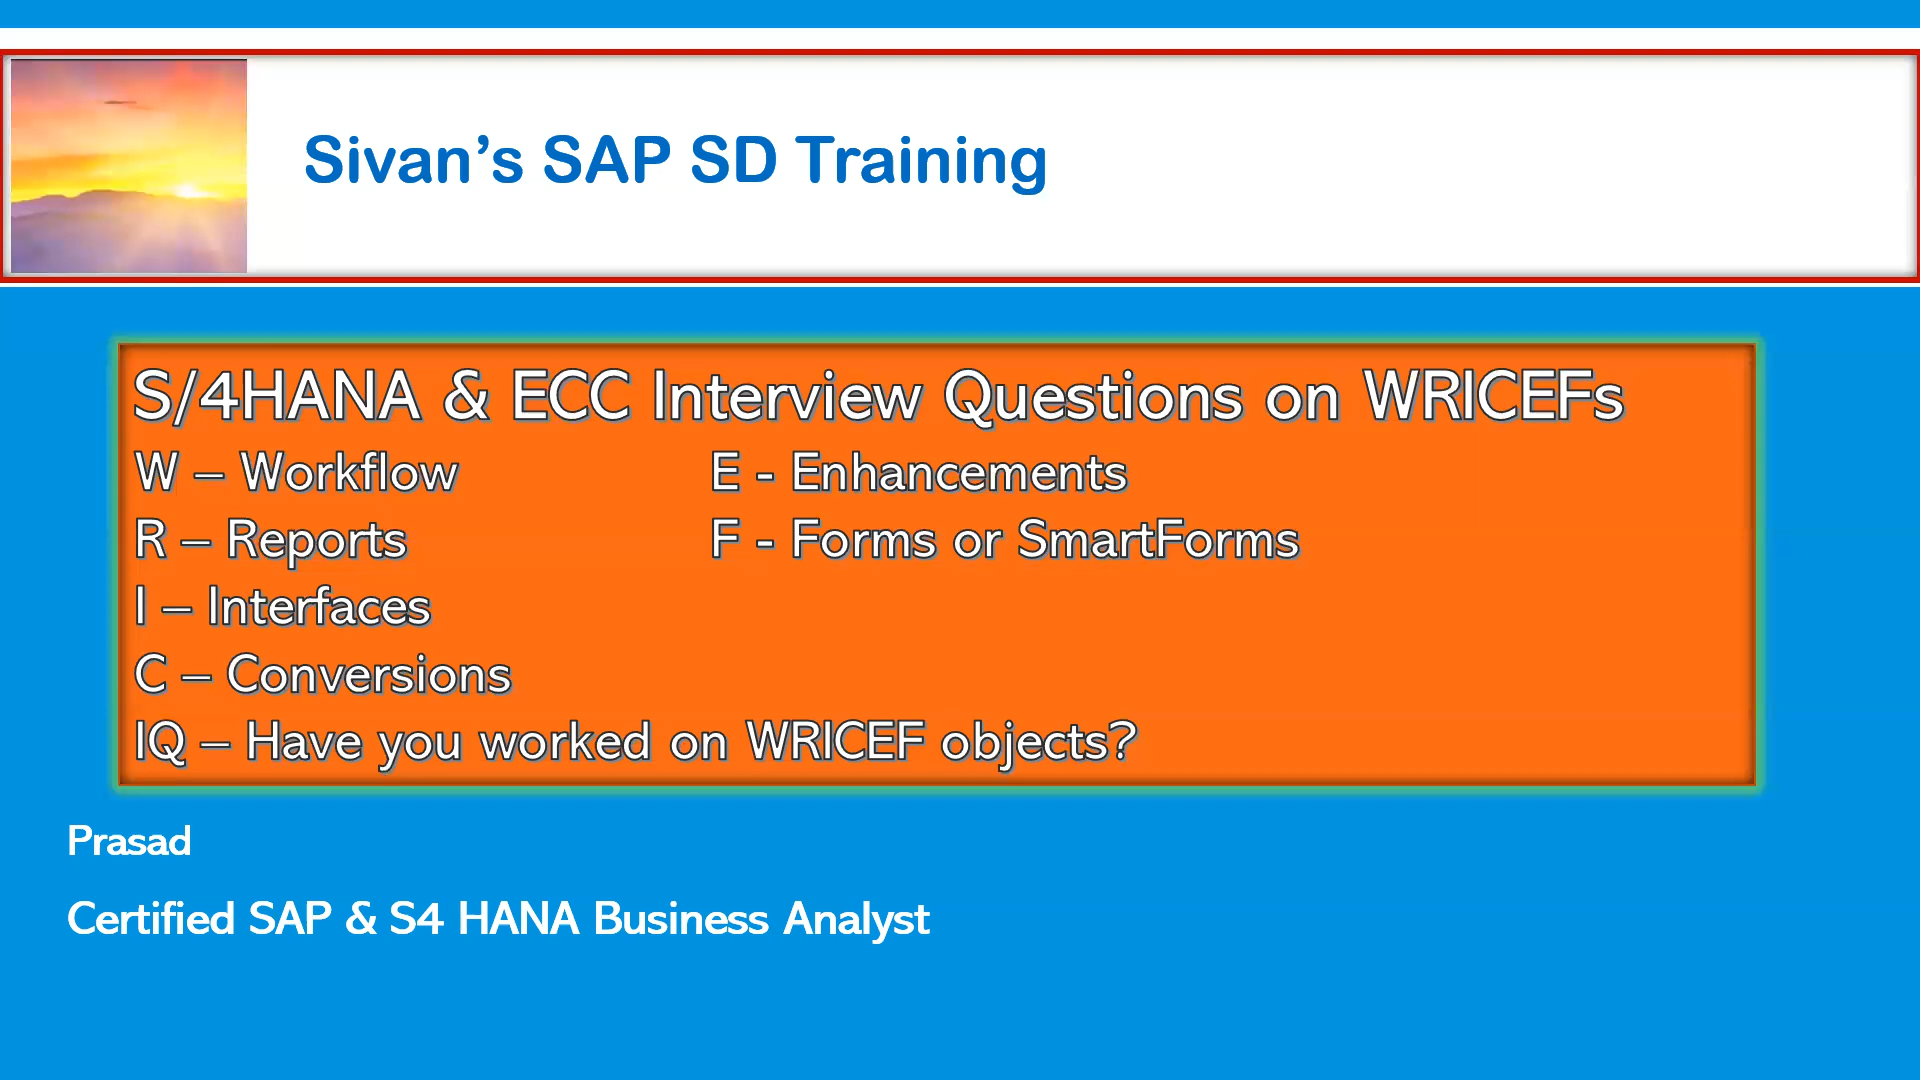 Sivan’s SAP SD Training
S/4HANA & ECC Interview Questions on WRICEFs
W – Workflow E - Enhancements
R – Reports F - Forms or SmartForms
I – Interfaces
C – Conversions
IQ – Have you worked on WRICEF objects?
Prasad
Certified SAP & S4 HANA Business Analyst